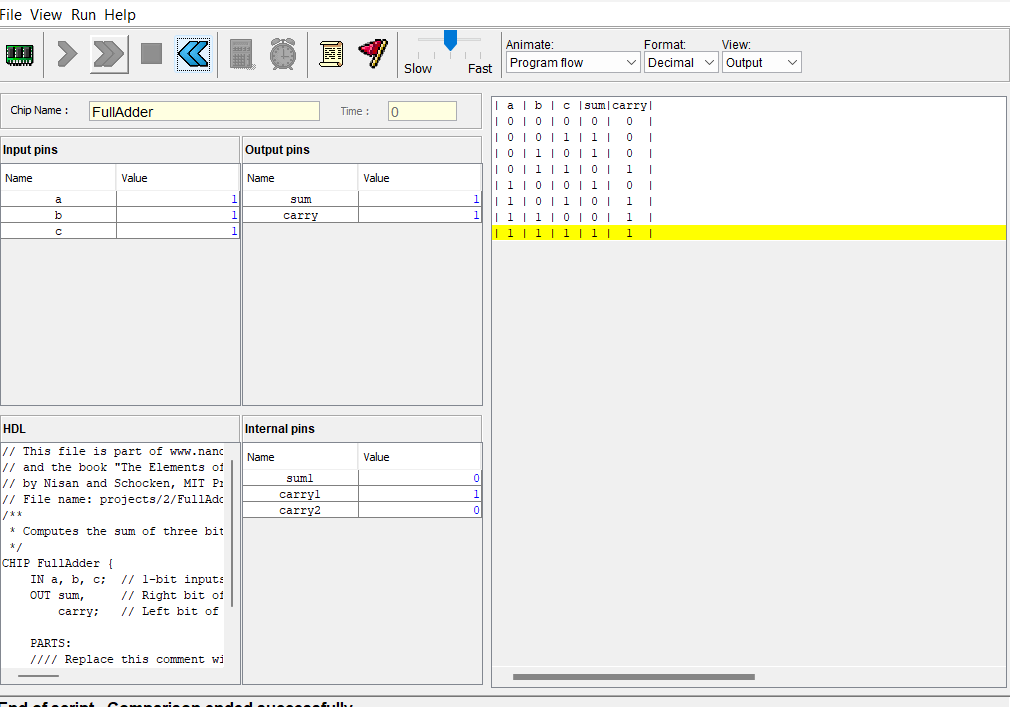 File View Run Help
Slow Fast
Animate: Format: View:
Program flow Decimal Output
Chip Name : FullAdder Time : 0
Input pins
Name Value
a 1
b 1
c 1
Output pins
Name Value
sum 1
carry 1
| a | b | c |sum|carry|
| 0 | 0 | 0 | 0 | 0 |
| 0 | 0 | 1 | 1 | 0 |
| 0 | 1 | 0 | 1 | 0 |
| 0 | 1 | 1 | 0 | 1 |
| 1 | 0 | 0 | 1 | 0 |
| 1 | 0 | 1 | 0 | 1 |
| 1 | 1 | 0 | 0 | 1 |
| 1 | 1 | 1 | 1 | 1 |
HDL
// This file is part of www.nand
// and the book "The Elements of
// by Nisan and Schocken, MIT Pr
// File name: projects/2/FullAdd
/**
* Computes the sum of three bit
*/
CHIP FullAdder {
IN a, b, c; // 1-bit inputs
OUT sum, // Right bit of
carry; // Left bit of
PARTS:
//// Replace this comment wi
Internal pins
Name Value
sum1 0
carry1 1
carry2 0
End of script - Comparison ended successfully